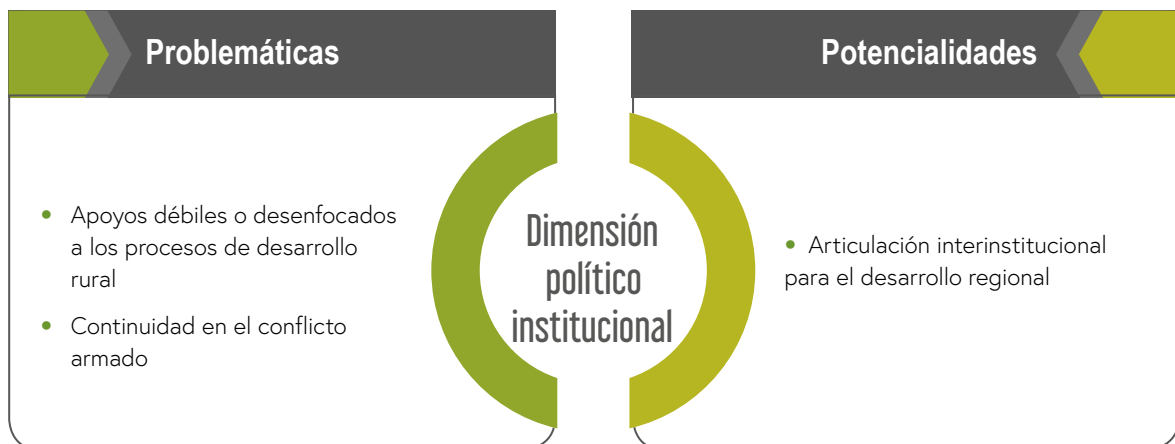 Problemáticas
• Apoyos débiles o desenfocados
a los procesos de desarrollo
rural
• Continuidad en el conflicto
armado
Dimensión
político
institucional
Potencialidades
• Articulación interinstitucional
para el desarrollo regional